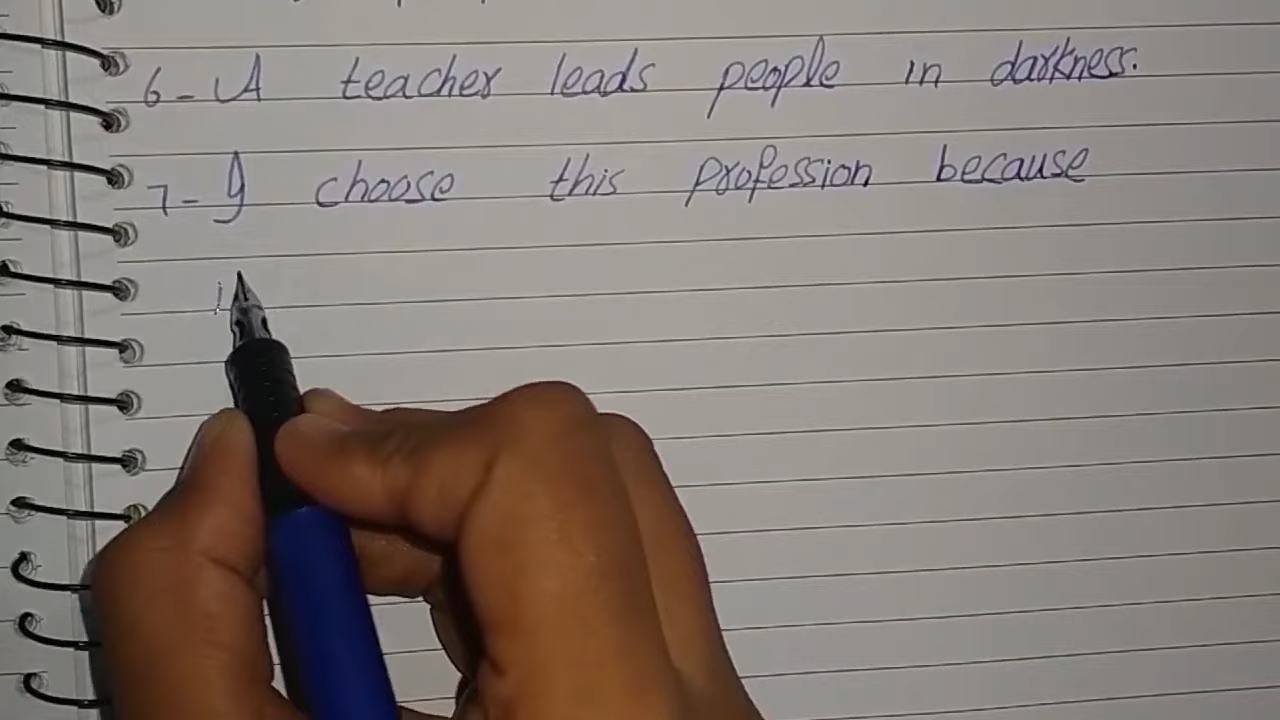 6- A teacher leads people in darkness.
7- I choose this profession because
i